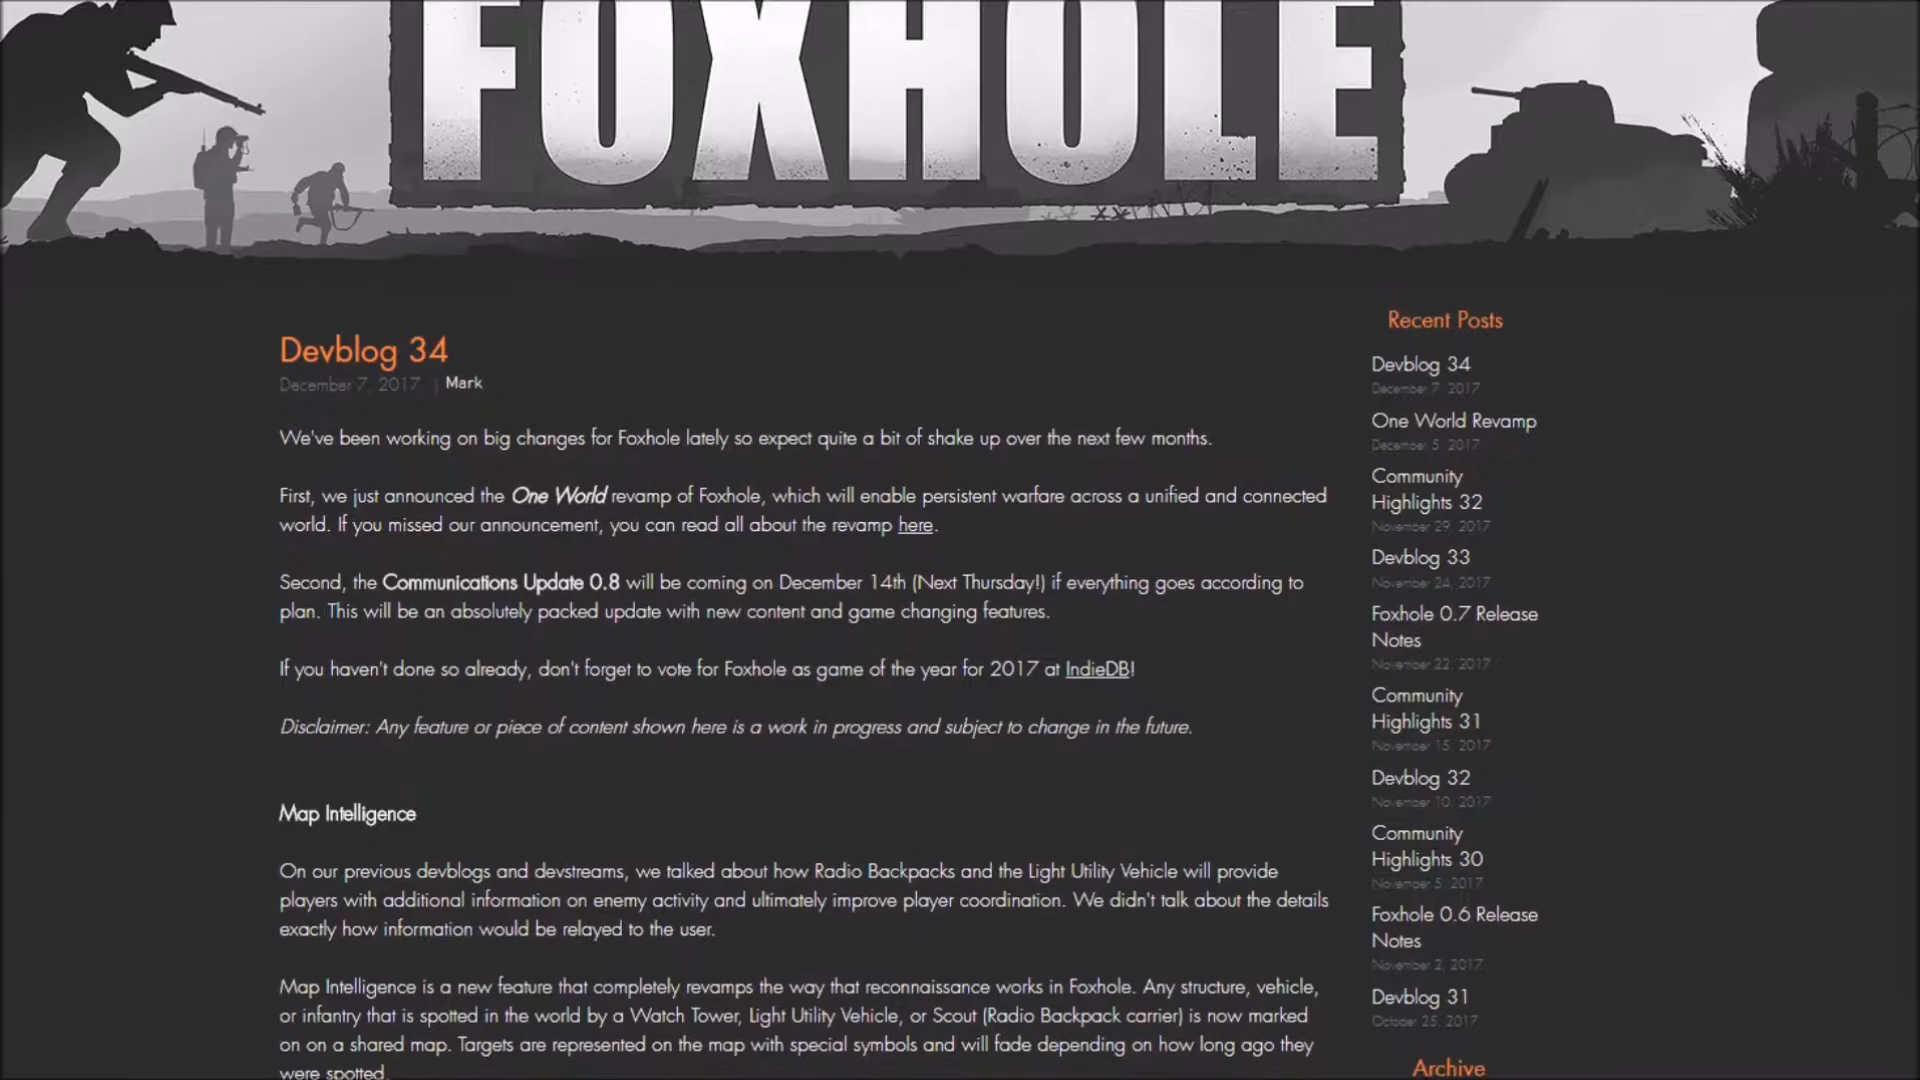 FOXHOLE
Devblog 34
December 7, 2017 | Mark
We've been working on big changes for Foxhole lately so expect quite a bit of shake up over the next few months.
First, we just announced the One World revamp of Foxhole, which will enable persistent warfare across a unified and connected
world. If you missed our announcement, you can read all about the revamp here.
Second, the Communications Update 0.8 will be coming on December 14th (Next Thursday!) if everything goes according to
plan. This will be an absolutely packed update with new content and game changing features.
If you haven't done so already, don't forget to vote for Foxhole as game of the year for 2017 at IndieDB!
Disclaimer: Any feature or piece of content shown here is a work in progress and subject to change in the future.
Map Intelligence
On our previous devblogs and devstreams, we talked about how Radio Backpacks and the Light Utility Vehicle will provide
players with additional information on enemy activity and ultimately improve player coordination. We didn't talk about the details
exactly how information would be relayed to the user.
Map Intelligence is a new feature that completely revamps the way that reconnaissance works in Foxhole. Any structure, vehicle,
or infantry that is spotted in the world by a Watch Tower, Light Utility Vehicle, or Scout (Radio Backpack carrier) is now marked
on on a shared map. Targets are represented on the map with special symbols and will fade depending on how long ago they
were spotted.
Recent Posts
Devblog 34
December 7, 2017
One World Revamp
December 5, 2017
Community
Highlights 32
November 29, 2017
Devblog 33
November 24, 2017
Foxhole 0.7 Release
Notes
November 22, 2017
Community
Highlights 31
November 15, 2017
Devblog 32
November 10, 2017
Community
Highlights 30
November 5, 2017
Foxhole 0.6 Release
Notes
November 2, 2017
Devblog 31
October 25, 2017
Archive